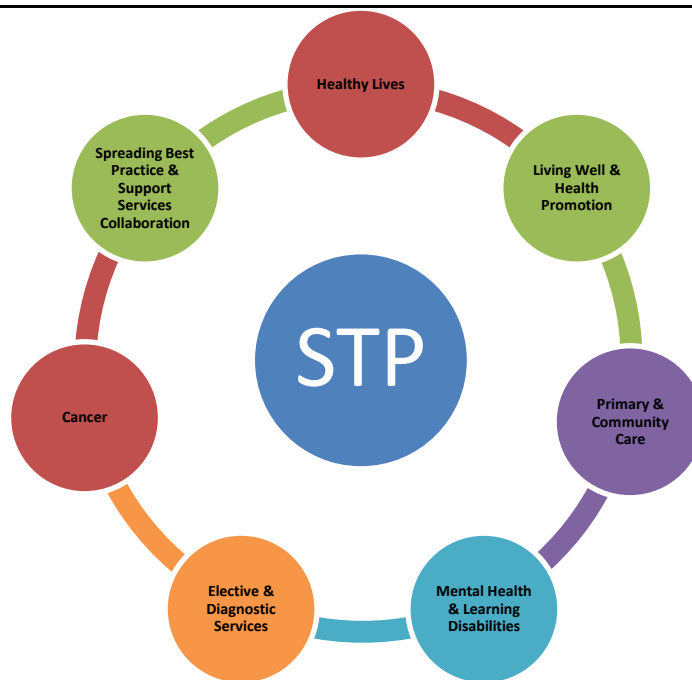 Healthy Lives
Spreading Best
Practice &
Support
Services
Collaboration
Living Well &
Health
Promotion
STP
Cancer
Primary &
Community
Care
Elective &
Diagnostic
Services
Mental Health
& Learning
Disabilities